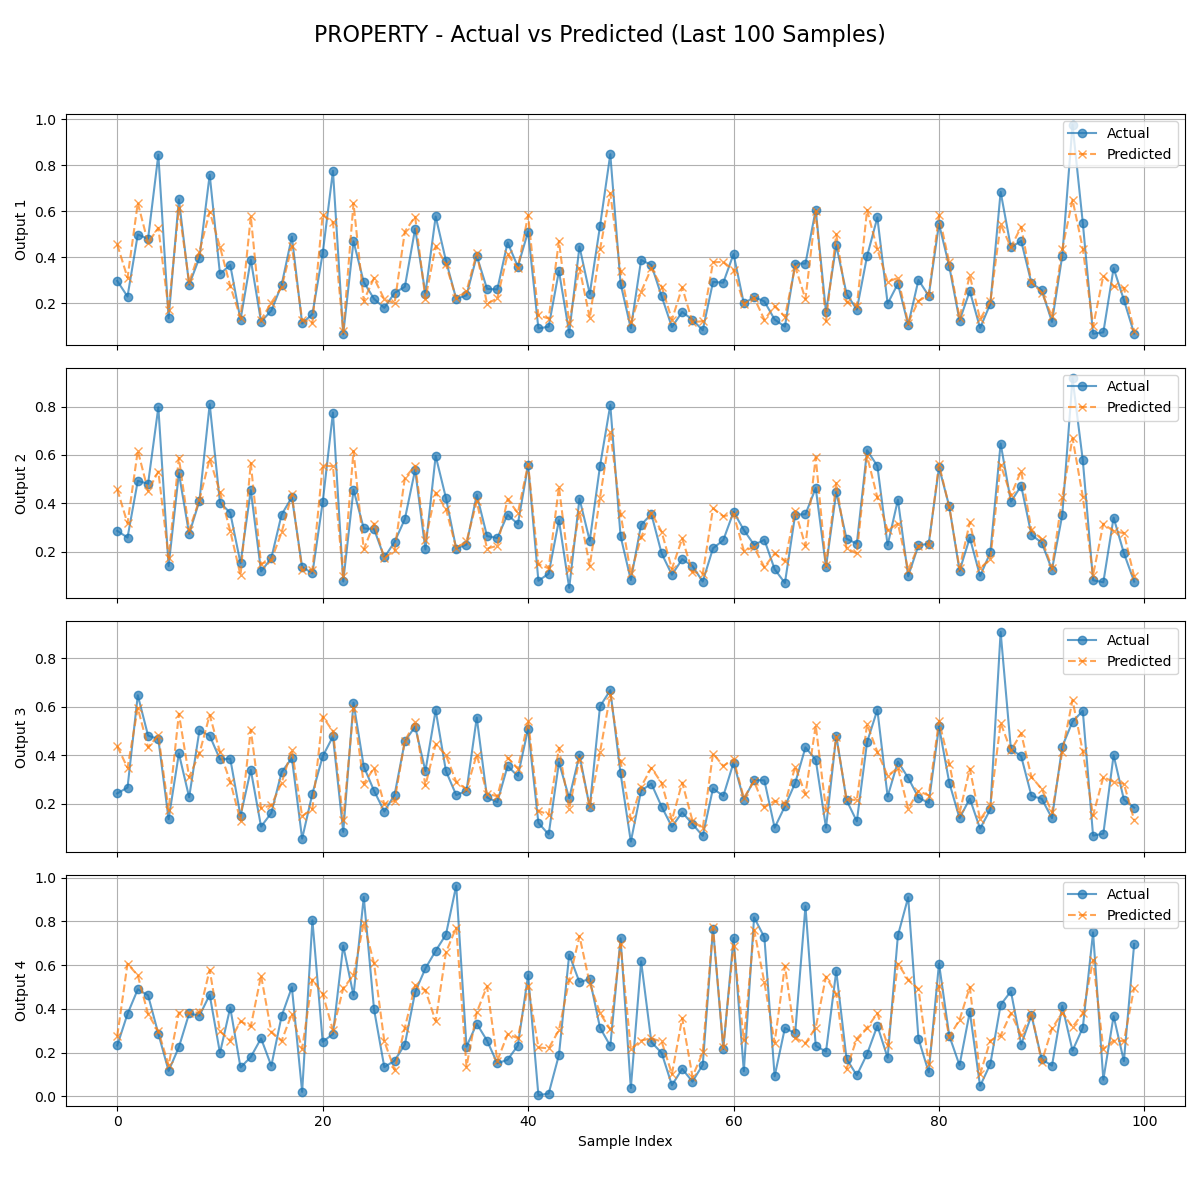 PROPERTY - Actual vs Predicted (Last 100 Samples)
1.0
0.8
0.6
0.4
0.2
Output 1
Actual
Predicted
0.8
0.6
0.4
0.2
Output 2
Actual
Predicted
0.8
0.6
0.4
0.2
Output 3
Actual
Predicted
1.0
0.8
0.6
0.4
0.2
0.0
Output 4
Actual
Predicted
0 20 40 60 80 100
Sample Index